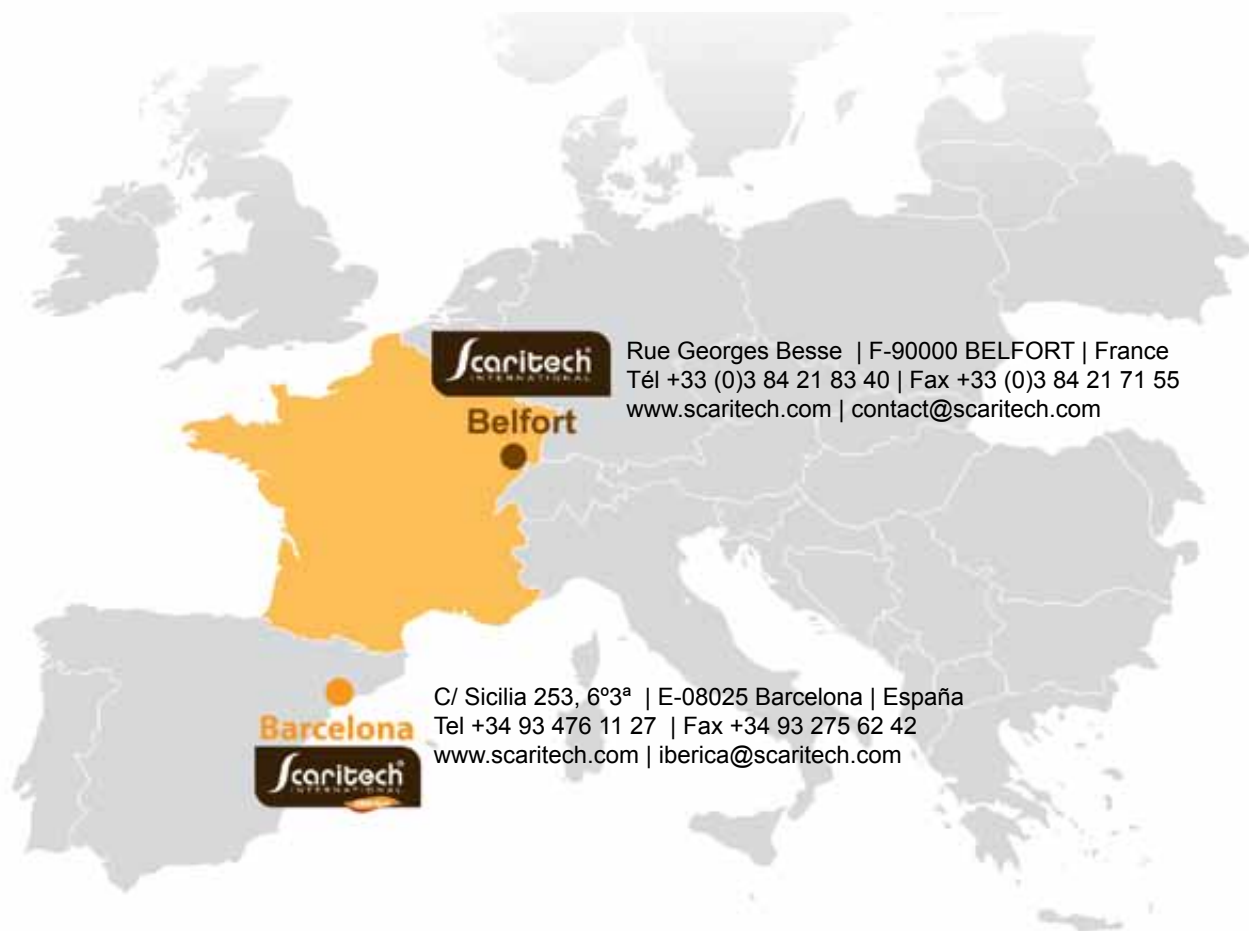 Scaritech
INTERNATIONAL
Rue Georges Besse | F-90000 BELFORT | France
Tél +33 (0)3 84 21 83 40 | Fax +33 (0)3 84 21 71 55
www.scaritech.com | contact@scaritech.com
Belfort
C/ Sicilia 253, 6º3ª | E-08025 Barcelona | España
Tel +34 93 476 11 27 | Fax +34 93 275 62 42
www.scaritech.com | iberica@scaritech.com
Barcelona
Scaritech
INTERNATIONAL